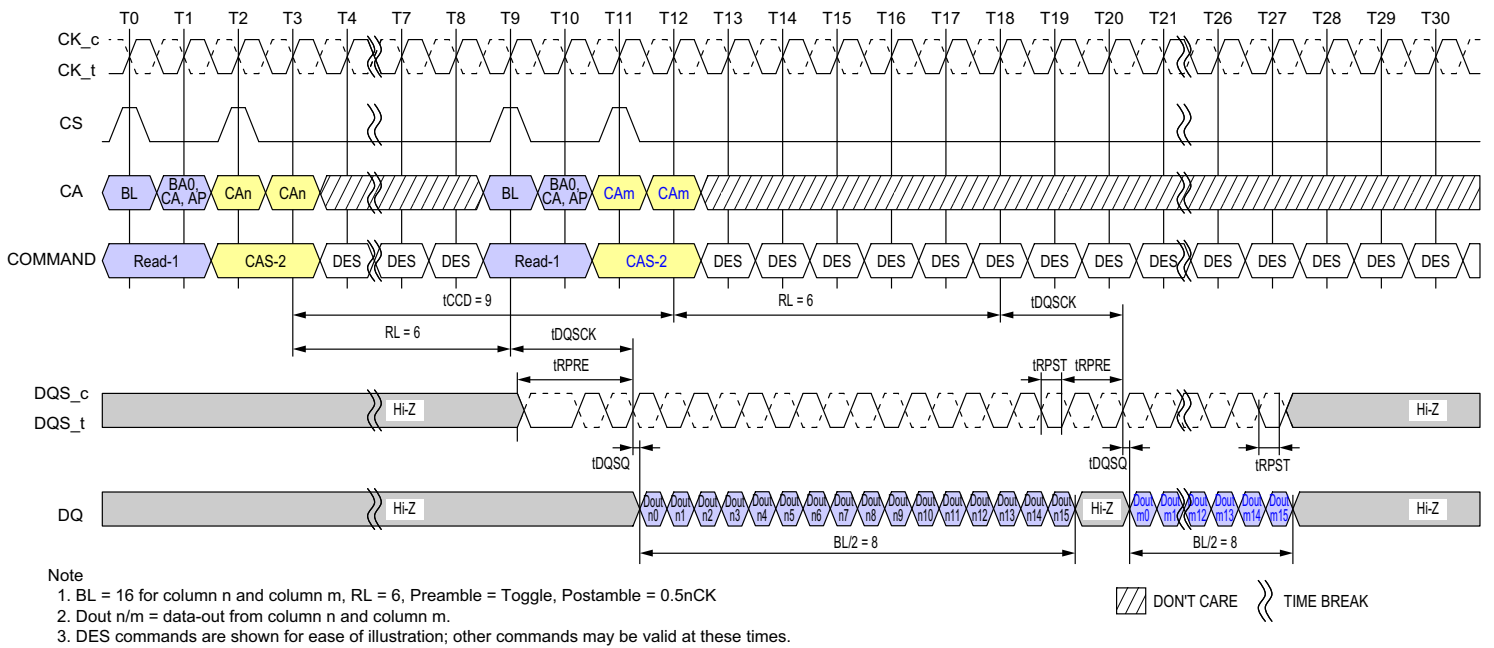 T0 T1 T2 T3 T4 T7 T8 T9 T10 T11 T12 T13 T14 T15 T16 T17 T18 T19 T20 T21 T26 T27 T28 T29 T30
CK_c
CK_t
CS
CA BL BA0, CA, AP CAn CAn BL BA0, CA, AP CAm CAm
COMMAND Read-1 CAS-2 DES DES DES Read-1 CAS-2 DES DES DES DES DES DES DES DES DES DES DES DES DES DES
tCCD = 9 RL = 6 tDQSCK
RL = 6 tDQSCK
tRPRE tRPST tRPRE
DQS_c
Hi-Z Hi-Z
DQS_t
tDQSQ tDQSQ tRPST
DQ Hi-Z Dout n0 Dout n1 Dout n2 Dout n3 Dout n4 Dout n5 Dout n6 Dout n7 Dout n8 Dout n9 Dout n10 Dout n11 Dout n12 Dout n13 Dout n14 Dout n15 Hi-Z Dout m0 Dout m1 Dout m12 Dout m13 Dout m14 Dout m15 Hi-Z
BL/2 = 8 BL/2 = 8
Note
1. BL = 16 for column n and column m, RL = 6, Preamble = Toggle, Postamble = 0.5nCK
2. Dout n/m = data-out from column n and column m.
3. DES commands are shown for ease of illustration; other commands may be valid at these times.
DON'T CARE TIME BREAK